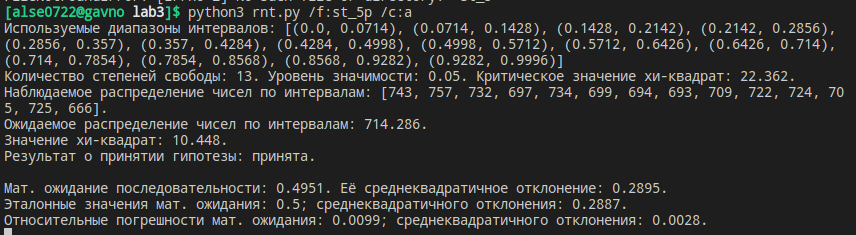 [alse0722@gavno lab3]$ python3 rnt.py /f:st_5p /c:a
Используемые диапазоны интервалов: [(0.0, 0.0714), (0.0714, 0.1428), (0.1428, 0.2142), (0.2142, 0.2856),
(0.2856, 0.357), (0.357, 0.4284), (0.4284, 0.4998), (0.4998, 0.5712), (0.5712, 0.6426), (0.6426, 0.714),
(0.714, 0.7854), (0.7854, 0.8568), (0.8568, 0.9282), (0.9282, 0.9996)]
Количество степеней свободы: 13. Уровень значимости: 0.05. Критическое значение хи-квадрат: 22.362.
Наблюдаемое распределение чисел по интервалам: [743, 757, 732, 697, 734, 699, 694, 693, 709, 722, 724, 70
5, 725, 666].
Ожидаемое распределение чисел по интервалам: 714.286.
Значение хи-квадрат: 10.448.
Результат о принятии гипотезы: принята.
Мат. ожидание последовательности: 0.4951. Её среднеквадратичное отклонение: 0.2895.
Эталонные значения мат. ожидания: 0.5; среднеквадратичного отклонения: 0.2887.
Относительные погрешности мат. ожидания: 0.0099; среднеквадратичного отклонения: 0.0028.